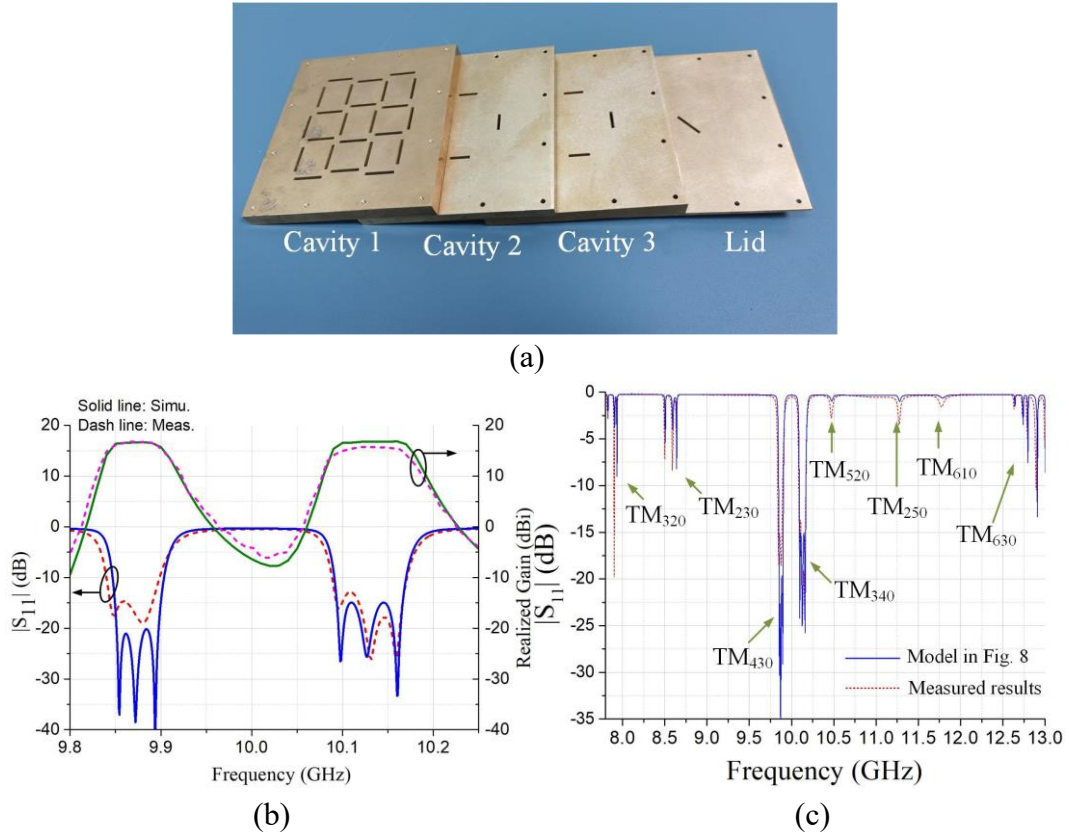 Cavity 1 Cavity 2 Cavity 3 Lid
(a)
Solid line: Simu.
Dash line: Meas.
20
10
0
-10
-20
-30
-40
|S11| (dB)
20
10
0
-10
-20
-30
-40
Realized Gain (dBi)
9.8 9.9 10.0 10.1 10.2
Frequency (GHz)
(b)
0
-5
-10
-15
-20
-25
-30
-35
|S11| (dB)
TM520
TM610
TM320
TM230
TM250
TM630
TM340
TM430
Model in Fig. 8
Measured results
8.0 8.5 9.0 9.5 10.0 10.5 11.0 11.5 12.0 12.5 13.0
Frequency (GHz)
(c)